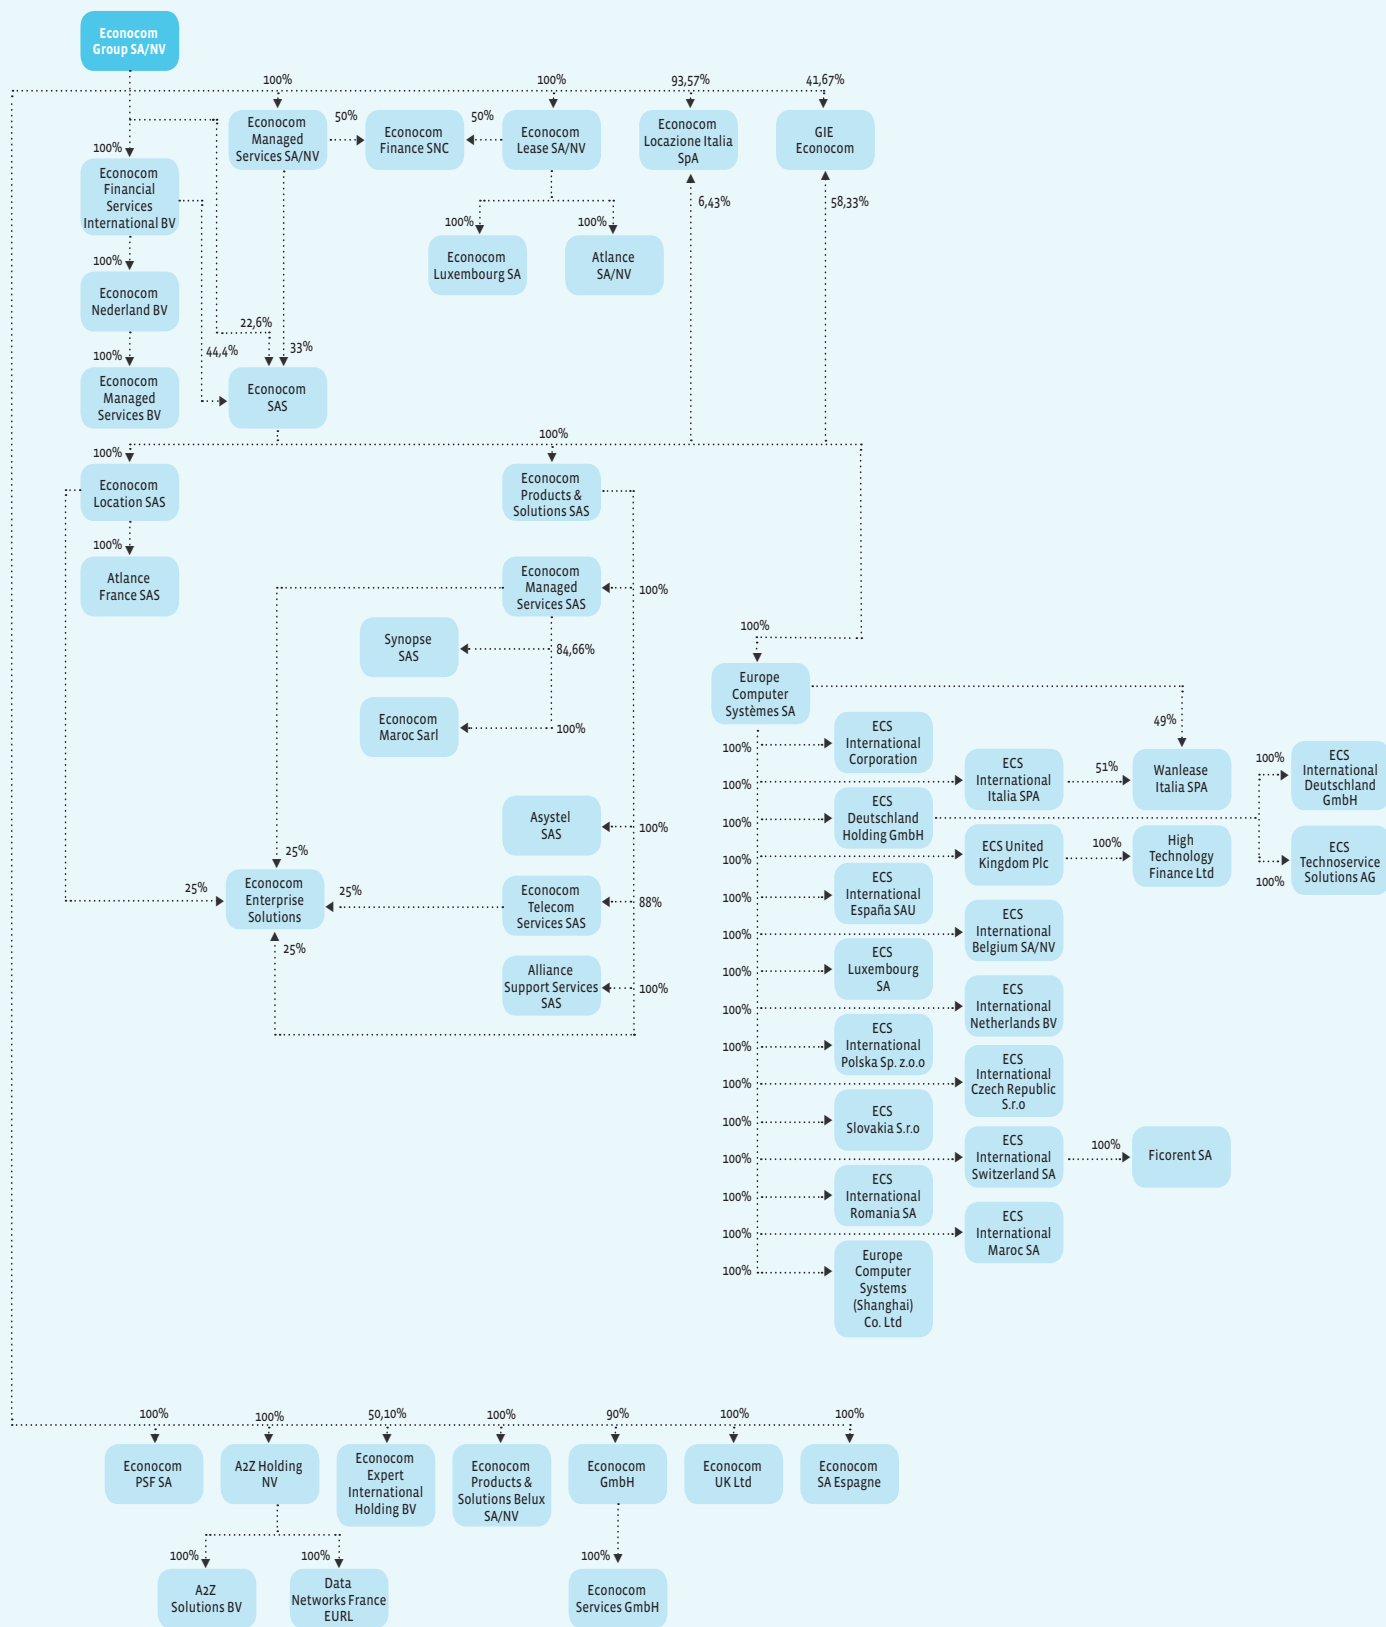 Econocom
Group SA/NV
100%
100%
93,57%
41,67%
Econocom
Managed
Services SA/NV
50%
Econocom
Finance SNC
50%
Econocom
Lease SA/NV
Econocom
Locazione Italia
SpA
GIE
Econocom
100%
Econocom
Financial
Services
International BV
6,43%
58,33%
100%
Econocom
Luxembourg SA
100%
Atlance
SA/NV
100%
Econocom
Nederland BV
22,6%
44,4%
33%
100%
Econocom
Managed
Services BV
Econocom
SAS
100%
100%
Econocom
Location SAS
Econocom
Products &
Solutions SAS
100%
Atlance
France SAS
Econocom
Managed
Services SAS
100%
Synopse
SAS
84,66%
Econocom
Maroc Sarl
100%
Asystel
SAS
100%
25%
25%
Econocom
Enterprise
Solutions
25%
Econocom
Telecom
Services SAS
88%
25%
Alliance
Support Services
SAS
100%
100%
Europe
Computer
Systèmes SA
49%
100%
ECS
International
Corporation
100%
ECS
International
Italia SPA
51%
Wanlease
Italia SPA
100%
ECS
International
Deutschland
GmbH
100%
ECS
Deutschland
Holding GmbH
100%
ECS United
Kingdom Plc
100%
High
Technology
Finance Ltd
100%
ECS
Technoservice
Solutions AG
100%
ECS
International
España SAU
100%
ECS
International
Belgium SA/NV
100%
ECS
Luxembourg
SA
100%
ECS
International
Netherlands BV
100%
ECS
International
Polska Sp. z.o.o
100%
ECS
International
Czech Republic
S.r.o
100%
ECS
Slovakia S.r.o
100%
ECS
International
Switzerland SA
100%
Ficorent SA
100%
ECS
International
Romania SA
100%
ECS
International
Maroc SA
100%
Europe
Computer
Systems
(Shanghai)
Co. Ltd
100%
100%
50,10%
100%
90%
100%
100%
Econocom
PSF SA
A2Z Holding
NV
Econocom
Expert
International
Holding BV
Econocom
Products &
Solutions Belux
SA/NV
Econocom
GmbH
Econocom
UK Ltd
Econocom
SA Espagne
100%
100%
100%
A2Z
Solutions BV
Data
Networks France
EURL
Econocom
Services GmbH